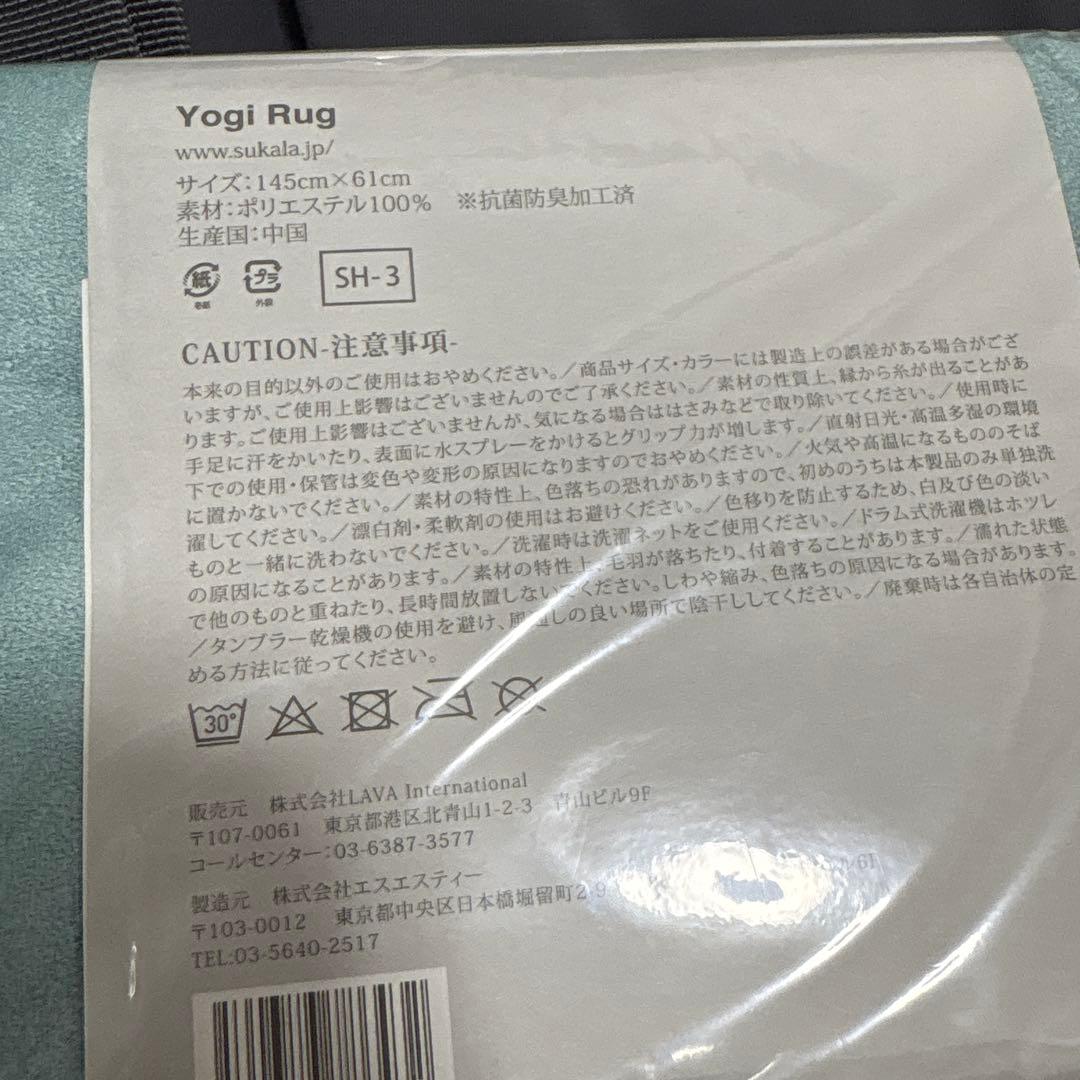 Yogi Rug
www.sukala.jp/
サイズ：145cm×61cm
素材：ポリエステル100%　※抗菌防臭加工済
生産国：中国
紙 プラ 外袋 SH-3
CAUTION-注意事項-
本来の目的以外のご使用はおやめください。／商品サイズ・カラーには製造上の誤差がある場合がござ
いますが、ご使用上影響はございませんのでご了承ください。／素材の性質上、縁から糸が出ることがあ
ります。ご使用上影響はございませんが、気になる場合ははさみなどで取り除いてください。／使用時に
手足に汗をかいたり、表面に水スプレーをかけるとグリップ力が増します。／直射日光・高温多湿の環境
下での使用・保管は変色や変形の原因になりますのでおやめください。／火気や高温になるもののそば
に置かないでください。／素材の特性上、色落ちの恐れがありますので、初めのうちは本製品のみ単独洗
濯してください。／漂白剤・柔軟剤の使用はお避けください。／色移りを防止するため、白及び色の淡い
ものと一緒に洗わないでください。／洗濯時は洗濯ネットをご使用ください。／ドラム式洗濯機はホツレ
の原因になることがあります。／素材の特性上、毛羽が落ちたり、付着することがあります。／濡れた状態
で他のものと重ねたり、長時間放置しないでください。しわや縮み、色落ちの原因になる場合があります。
／タンブラー乾燥機の使用を避け、風通しの良い場所で陰干ししてください。／廃棄時は各自治体の定
める方法に従ってください。
30°
販売元　株式会社LAVA International
〒107-0061　東京都港区北青山1-2-3　青山ビル9F
コールセンター：03-6387-3577
製造元　株式会社エスエスティー
〒103-0012　東京都中央区日本橋堀留町2-9
TEL:03-5640-2517